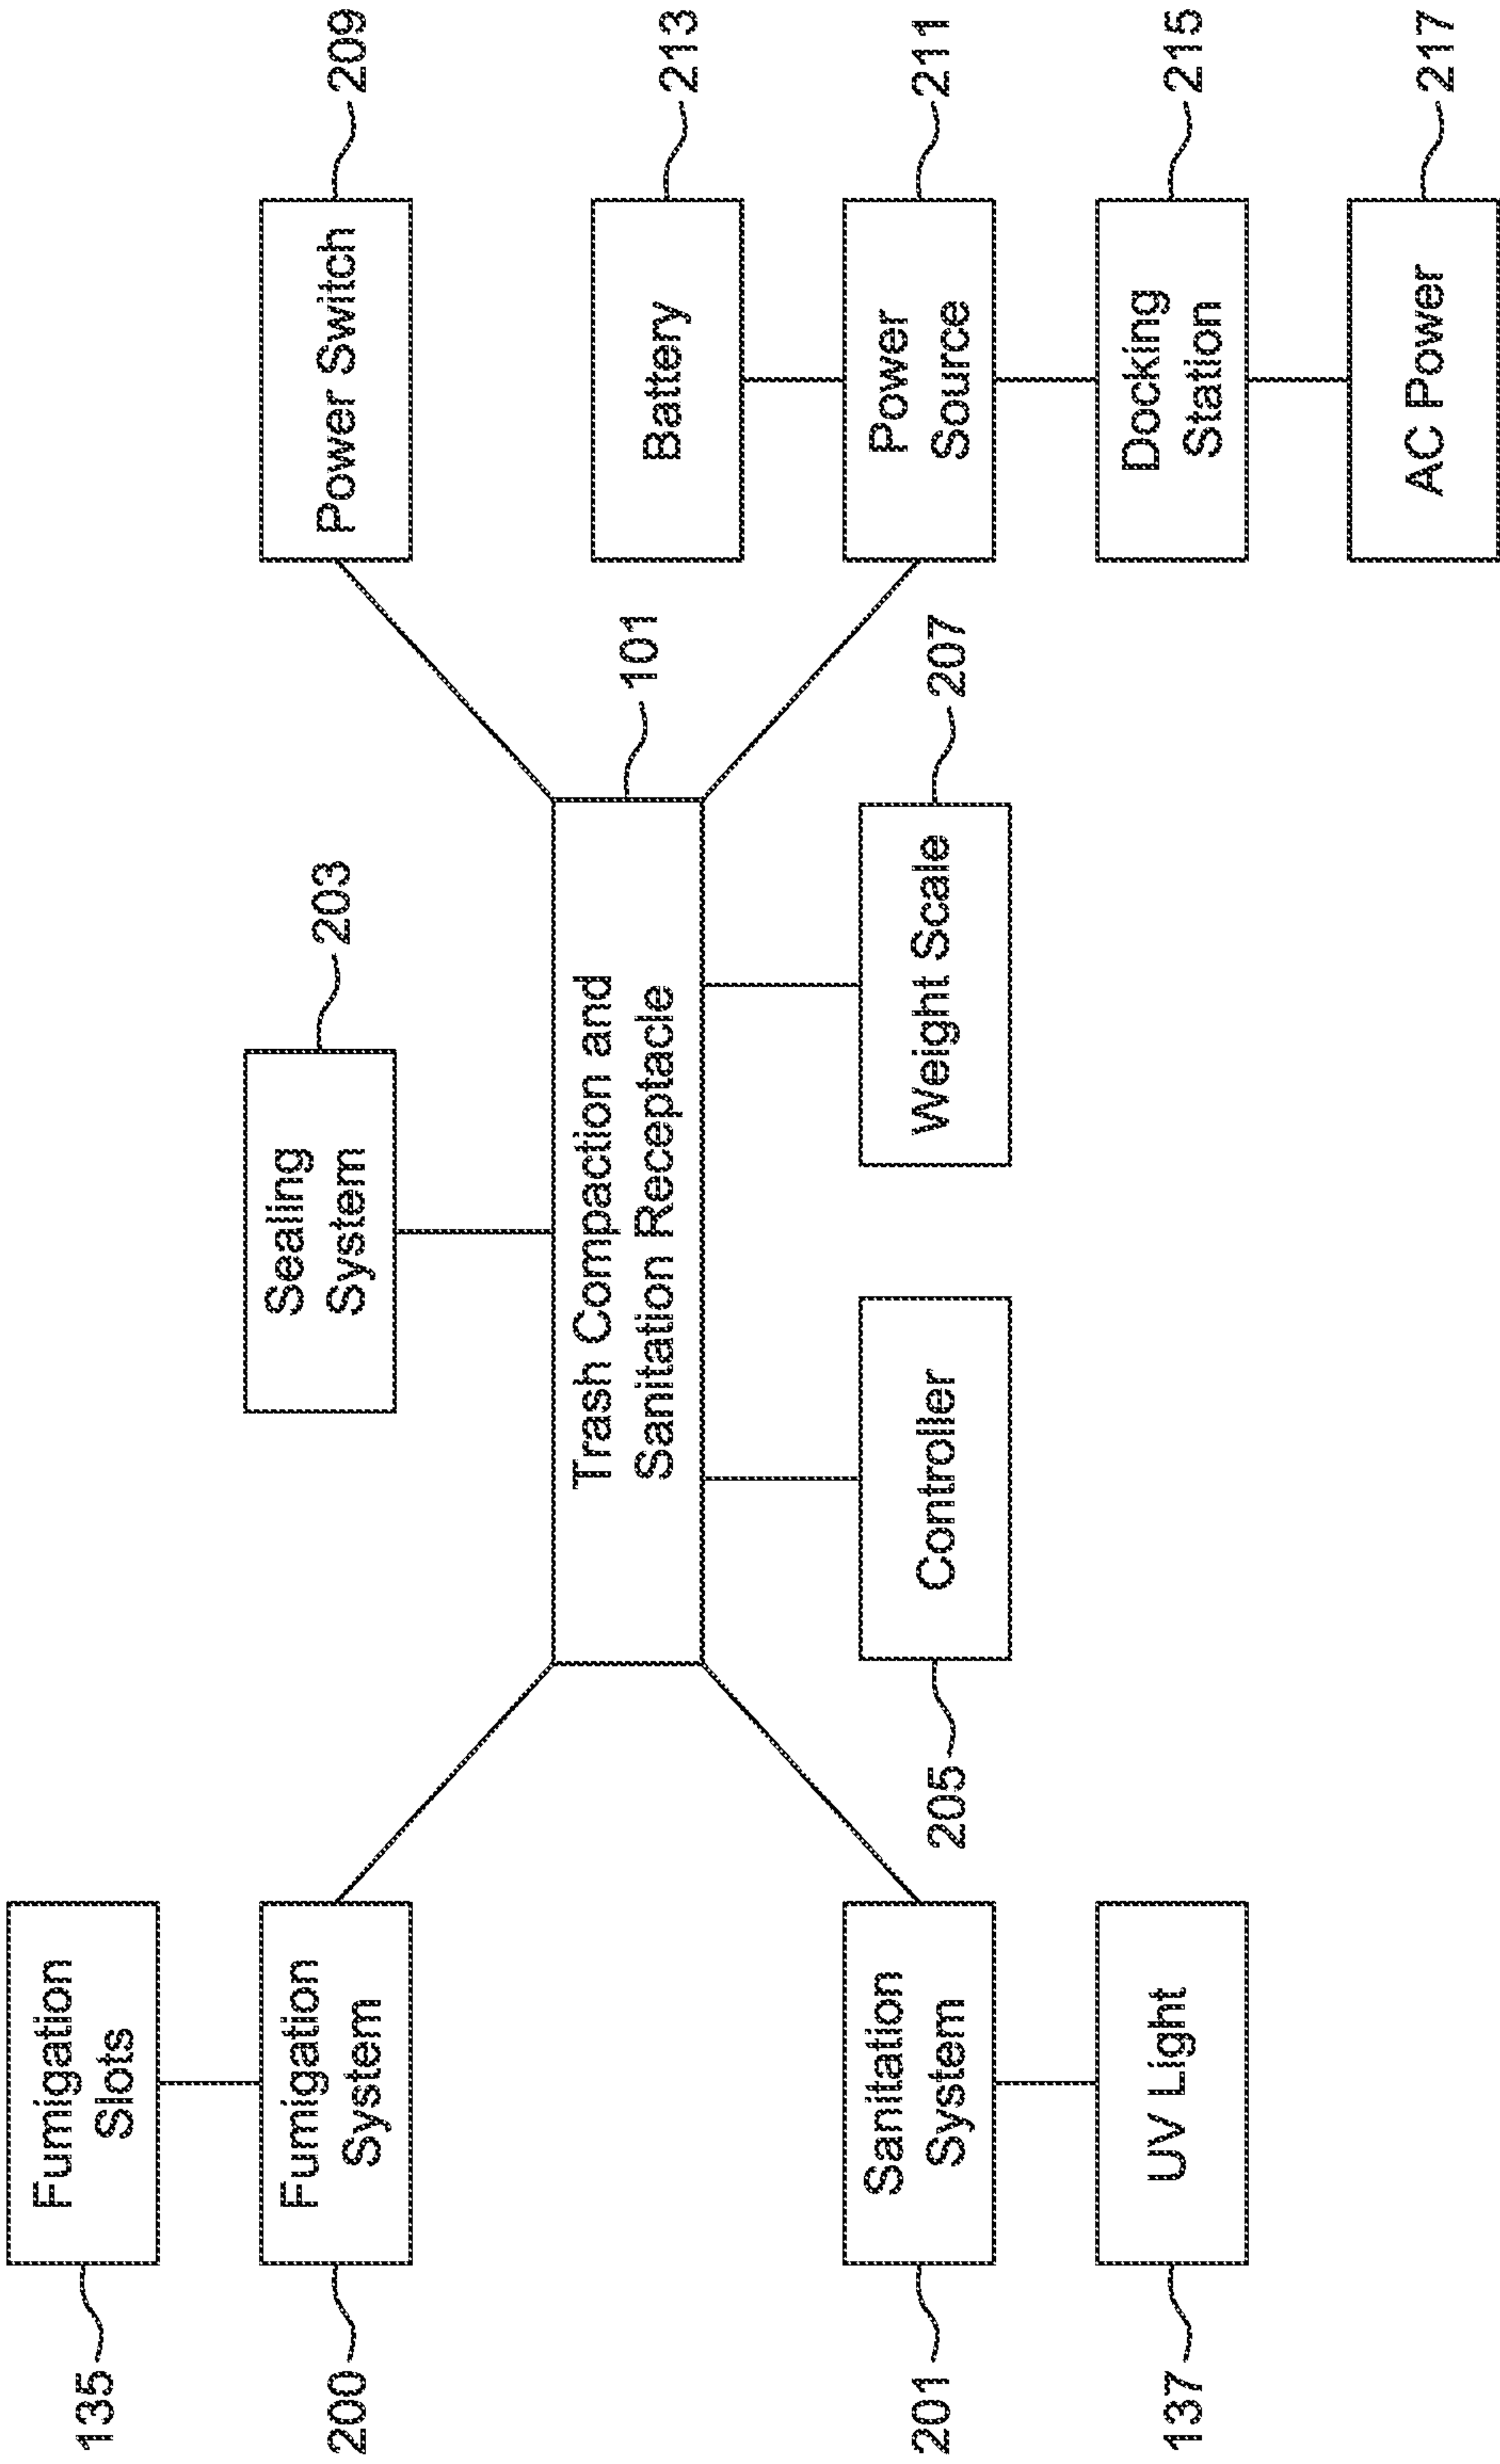 135
Fumigation
Slots
200
Fumigation
System
Sealing
System
203
Power Switch
209
Trash Compaction and
Sanitation Receptacle
101
Battery
213
201
Sanitation
System
205
Controller
Weight Scale
207
Power
Source
211
137
UV Light
Docking
Station
215
AC Power
217